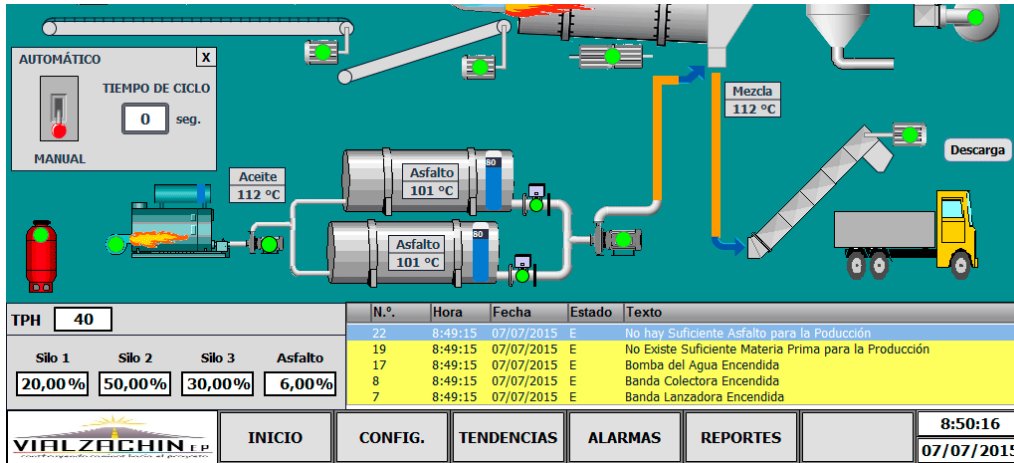 AUTOMÁTICO X
TIEMPO DE CICLO
0 seg.
MANUAL
Mezcla
112 °C
Descarga
Aceite
112 °C
Asfalto
101 °C
80
Asfalto
101 °C
80
TPH 40
Silo 1 Silo 2 Silo 3 Asfalto
20,00% 50,00% 30,00% 6,00%
N.º. Hora Fecha Estado Texto
22 8:49:15 07/07/2015 E No hay Suficiente Asfalto para la Poducción
19 8:49:15 07/07/2015 E No Existe Suficiente Materia Prima para la Producción
17 8:49:15 07/07/2015 E Bomba del Agua Encendida
8 8:49:15 07/07/2015 E Banda Colectora Encendida
7 8:49:15 07/07/2015 E Banda Lanzadora Encendida
VIALZACHIN E P
INICIO CONFIG. TENDENCIAS ALARMAS REPORTES
8:50:16
07/07/2015